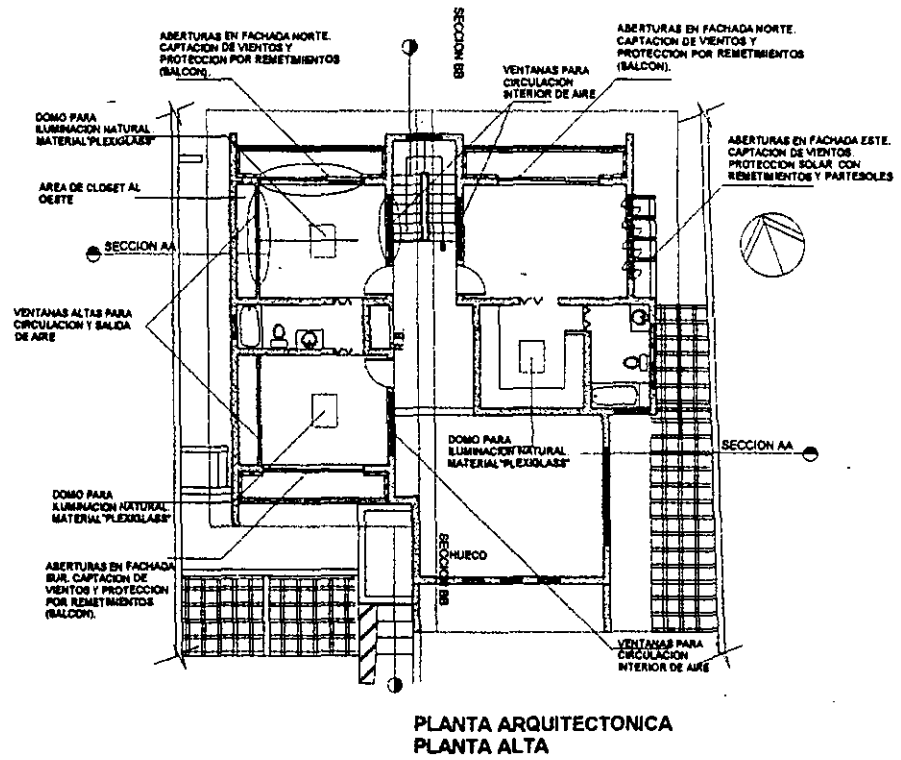 ABERTURAS EN FACHADA NORTE.
CAPTACION DE VIENTOS Y
PROTECCION POR REMETIMIENTOS
(BALCON).
SECCION BB
VENTANAS PARA
CIRCULACION
INTERIOR DE AIRE
ABERTURAS EN FACHADA NORTE.
CAPTACION DE VIENTOS Y
PROTECCION POR REMETIMIENTOS
(BALCON).
DOMO PARA
ILUMINACION NATURAL.
MATERIAL "PLEXIGLASS"
ABERTURAS EN FACHADA ESTE.
CAPTACION DE VIENTOS.
PROTECCION SOLAR CON
REMETIMIENTOS Y PARTESOLES
AREA DE CLOSET AL
OESTE
SECCION AA
VENTANAS ALTAS PARA
CIRCULACION Y SALIDA
DE AIRE
R.B.
DOMO PARA
ILUMINACION NATURAL.
MATERIAL "PLEXIGLASS"
SECCION AA
DOMO PARA
ILUMINACION NATURAL.
MATERIAL "PLEXIGLASS"
SECCION BB
HUECO
ABERTURAS EN FACHADA
SUR. CAPTACION DE
VIENTOS Y PROTECCION
POR REMETIMIENTOS
(BALCON).
VENTANAS PARA
CIRCULACION
INTERIOR DE AIRE
PLANTA ARQUITECTONICA
PLANTA ALTA